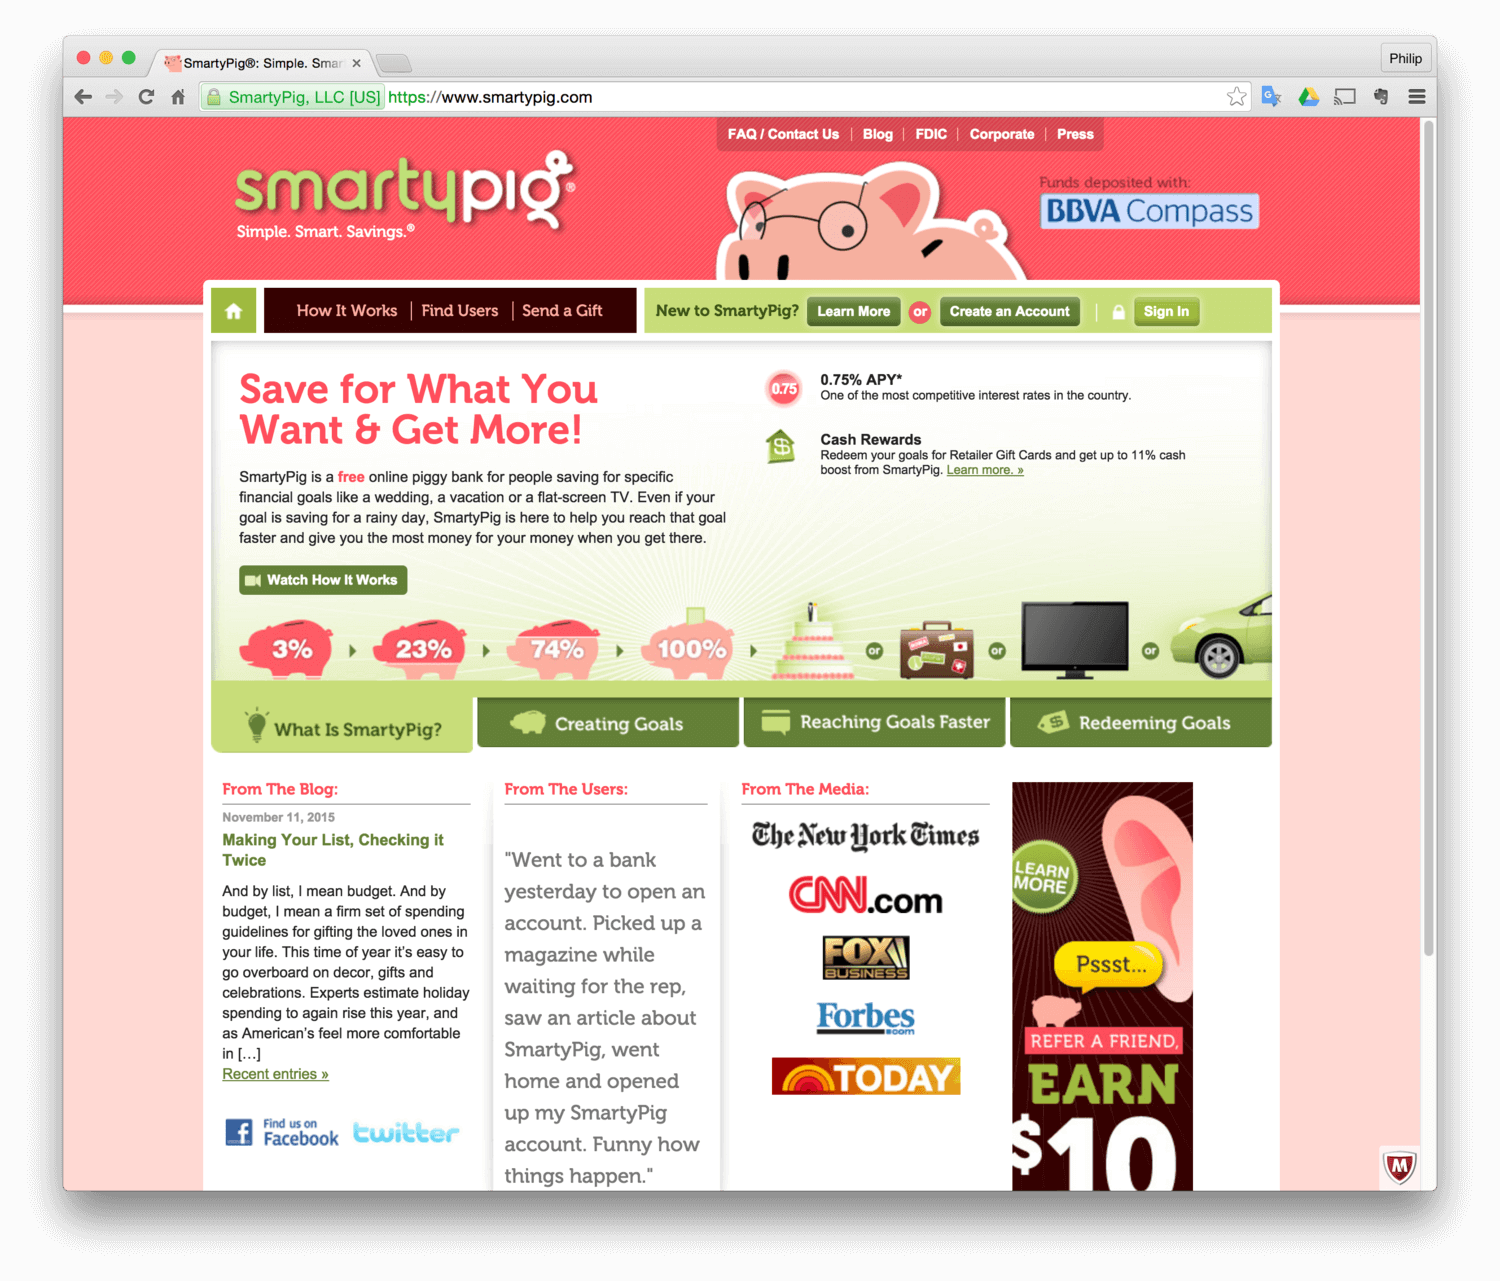 SmartyPig®: Simple. Smar
Philip
SmartyPig, LLC [US] https://www.smartypig.com
FAQ / Contact Us | Blog | FDIC | Corporate | Press
smartypig®
Simple. Smart. Savings.®
Funds deposited with:
BBVA Compass
How It Works | Find Users | Send a Gift
New to SmartyPig? Learn More or Create an Account | Sign In
Save for What You
Want & Get More!
SmartyPig is a free online piggy bank for people saving for specific
financial goals like a wedding, a vacation or a flat-screen TV. Even if your
goal is saving for a rainy day, SmartyPig is here to help you reach that goal
faster and give you the most money for your money when you get there.
Watch How It Works
0.75
0.75% APY*
One of the most competitive interest rates in the country.
$
Cash Rewards
Redeem your goals for Retailer Gift Cards and get up to 11% cash
boost from SmartyPig. Learn more. »
3% 23% 74% 100% or or or
What Is SmartyPig?
Creating Goals
Reaching Goals Faster
$
Redeeming Goals
From The Blog:
November 11, 2015
Making Your List, Checking it
Twice
And by list, I mean budget. And by
budget, I mean a firm set of spending
guidelines for gifting the loved ones in
your life. This time of year it’s easy to
go overboard on decor, gifts and
celebrations. Experts estimate holiday
spending to again rise this year, and
as American’s feel more comfortable
in […]
Recent entries »
f
Find us on
Facebook
twitter
From The Users:
"Went to a bank
yesterday to open an
account. Picked up a
magazine while
waiting for the rep,
saw an article about
SmartyPig, went
home and opened
up my SmartyPig
account. Funny how
things happen."
From The Media:
The New York Times
CNN.com
FOX
BUSINESS
Forbes
.com
TODAY
LEARN
MORE
Pssst...
REFER A FRIEND,
EARN
$10
M